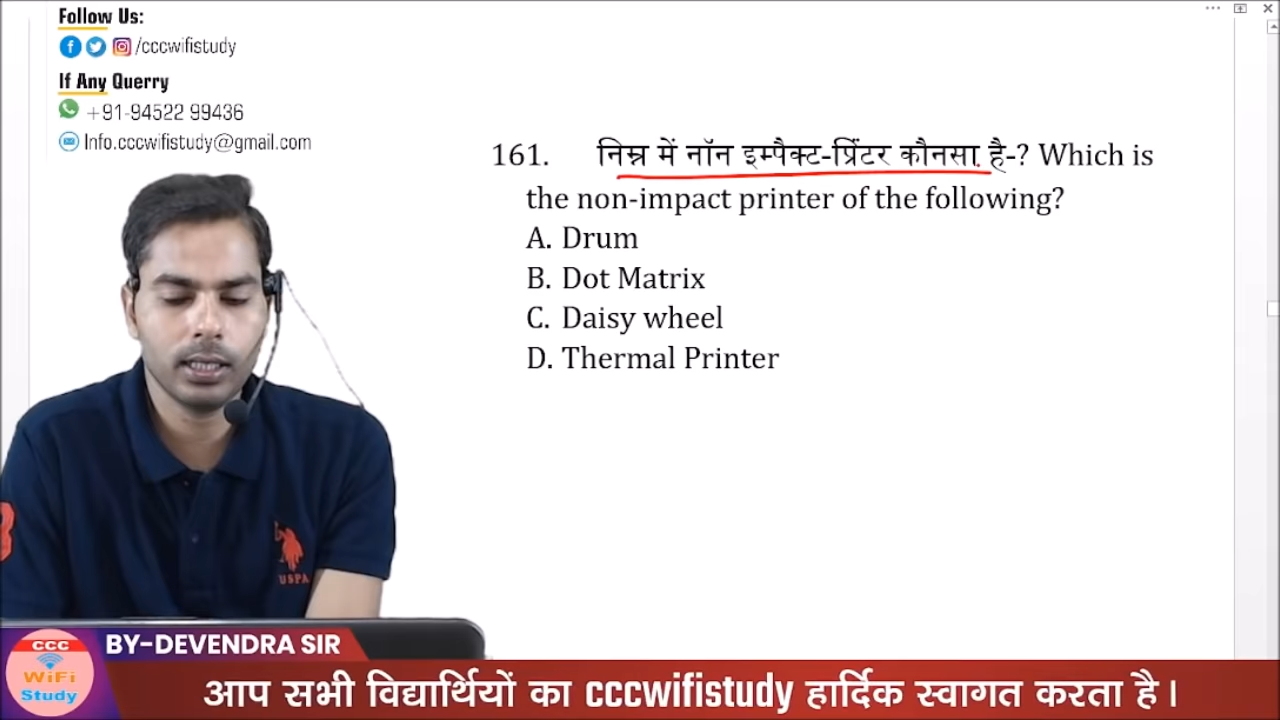 Follow Us:
/cccwifistudy
If Any Querry
+91-94522 99436
Info.cccwifistudy@gmail.com
161. निम्न में नॉन इम्पैक्ट-प्रिंटर कौनसा है-? Which is
the non-impact printer of the following?
A. Drum
B. Dot Matrix
C. Daisy wheel
D. Thermal Printer
USPA
CCC
WiFi
Study
BY-DEVENDRA SIR
आप सभी विद्यार्थियों का cccwifistudy हार्दिक स्वागत करता है।